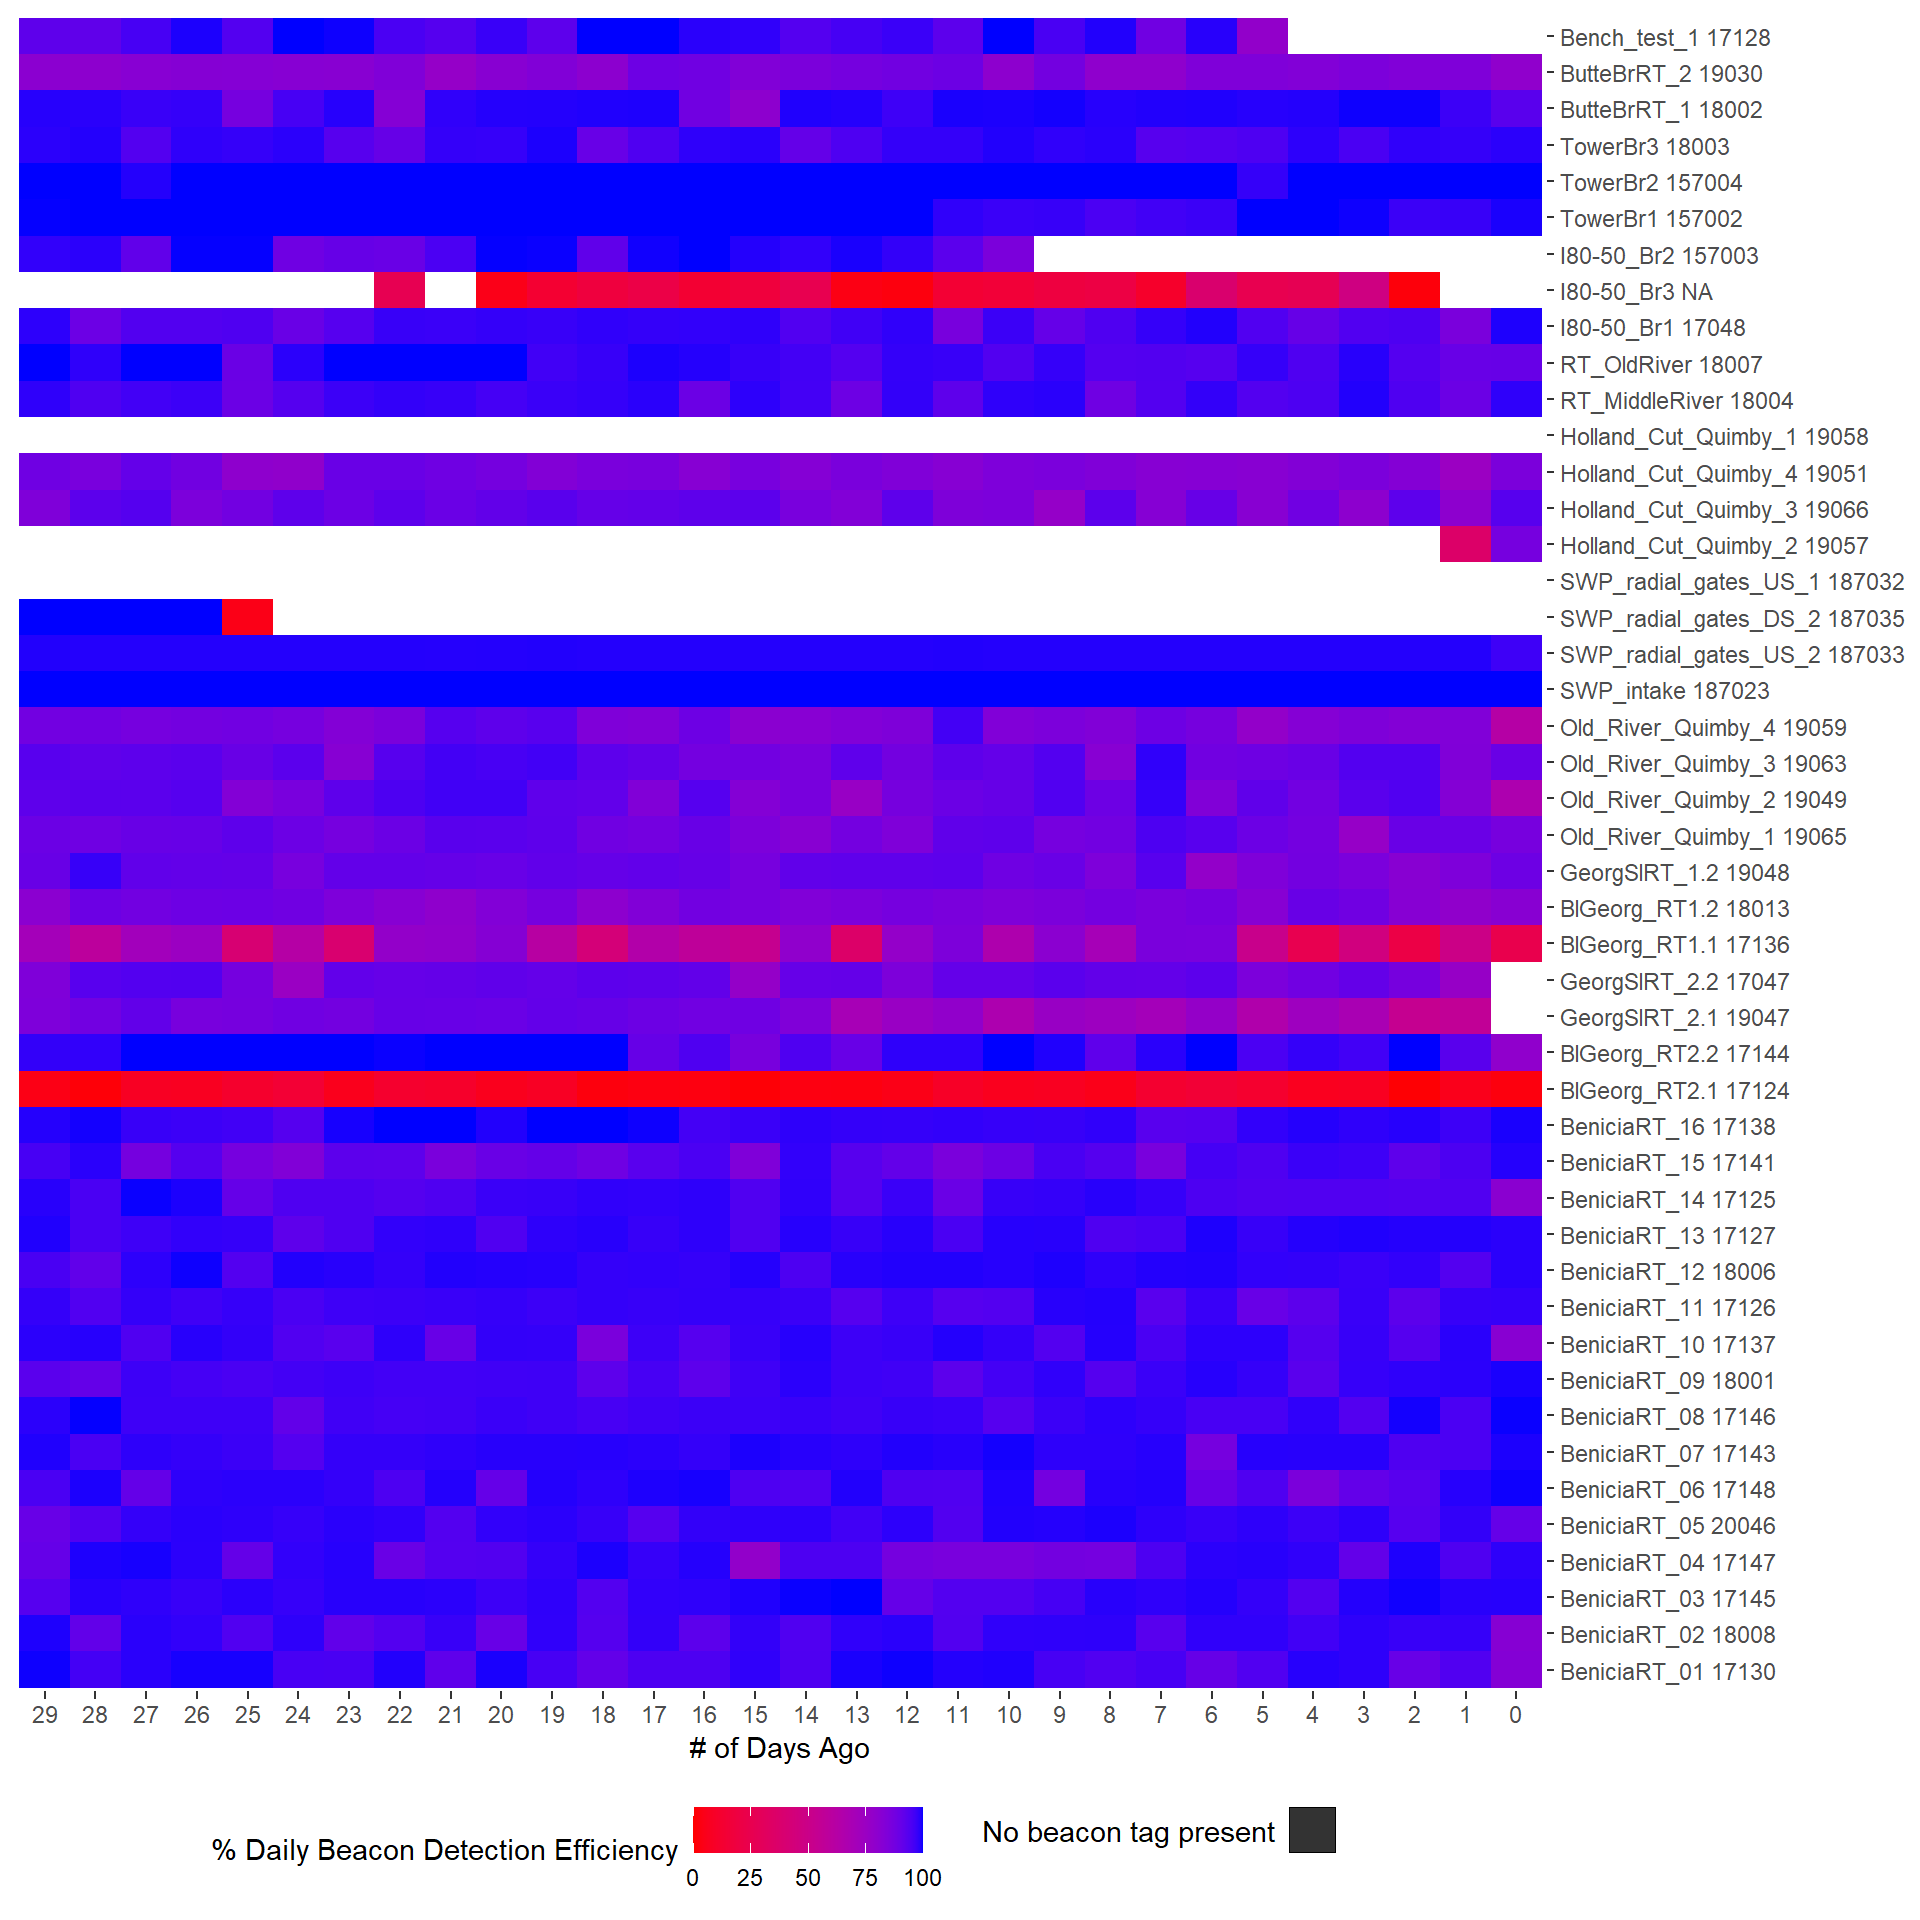 Bench_test_1 17128
ButteBrRT_2 19030
ButteBrRT_1 18002
TowerBr3 18003
TowerBr2 157004
TowerBr1 157002
I80-50_Br2 157003
I80-50_Br3 NA
I80-50_Br1 17048
RT_OldRiver 18007
RT_MiddleRiver 18004
Holland_Cut_Quimby_1 19058
Holland_Cut_Quimby_4 19051
Holland_Cut_Quimby_3 19066
Holland_Cut_Quimby_2 19057
SWP_radial_gates_US_1 187032
SWP_radial_gates_DS_2 187035
SWP_radial_gates_US_2 187033
SWP_intake 187023
Old_River_Quimby_4 19059
Old_River_Quimby_3 19063
Old_River_Quimby_2 19049
Old_River_Quimby_1 19065
GeorgSlRT_1.2 19048
BlGeorg_RT1.2 18013
BlGeorg_RT1.1 17136
GeorgSlRT_2.2 17047
GeorgSlRT_2.1 19047
BlGeorg_RT2.2 17144
BlGeorg_RT2.1 17124
BeniciaRT_16 17138
BeniciaRT_15 17141
BeniciaRT_14 17125
BeniciaRT_13 17127
BeniciaRT_12 18006
BeniciaRT_11 17126
BeniciaRT_10 17137
BeniciaRT_09 18001
BeniciaRT_08 17146
BeniciaRT_07 17143
BeniciaRT_06 17148
BeniciaRT_05 20046
BeniciaRT_04 17147
BeniciaRT_03 17145
BeniciaRT_02 18008
BeniciaRT_01 17130
29 28 27 26 25 24 23 22 21 20 19 18 17 16 15 14 13 12 11 10 9 8 7 6 5 4 3 2 1 0
# of Days Ago
% Daily Beacon Detection Efficiency
0 25 50 75 100
No beacon tag present